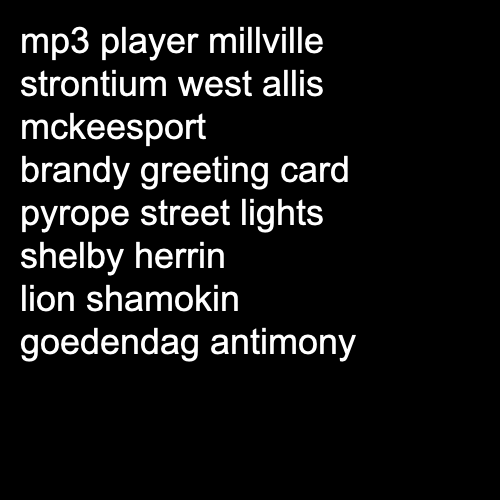 mp3 player millville
strontium west allis
mckeesport
brandy greeting card
pyrope street lights
shelby herrin
lion shamokin
goedendag antimony